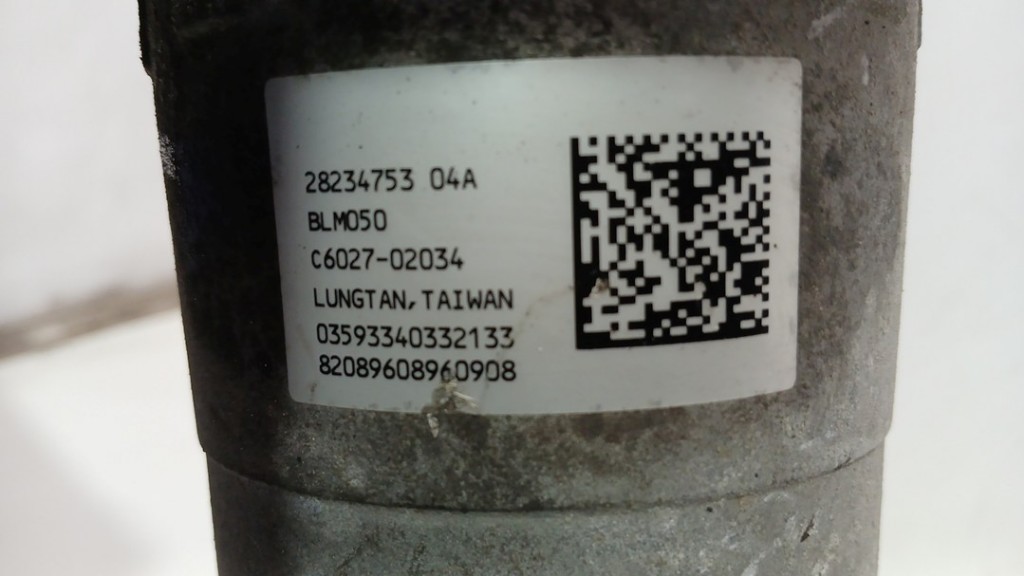 28234753 04A
BLM050
C6027-02034
LUNGTAN,TAIWAN
03593340332133
82089608960908